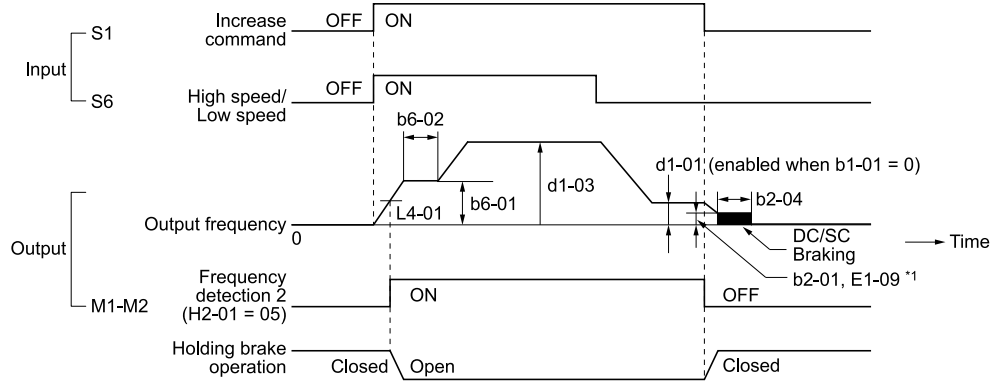 Input
S1
Increase
command
OFF
ON
S6
High speed/
Low speed
OFF
ON
b6-02
d1-01 (enabled when b1-01 = 0)
b2-04
L4-01
b6-01
d1-03
Output frequency
0
DC/SC
Braking
Time
b2-01, E1-09 *1
Output
M1-M2
Frequency
detection 2
(H2-01 = 05)
ON
OFF
Holding brake
operation
Closed
Open
Closed